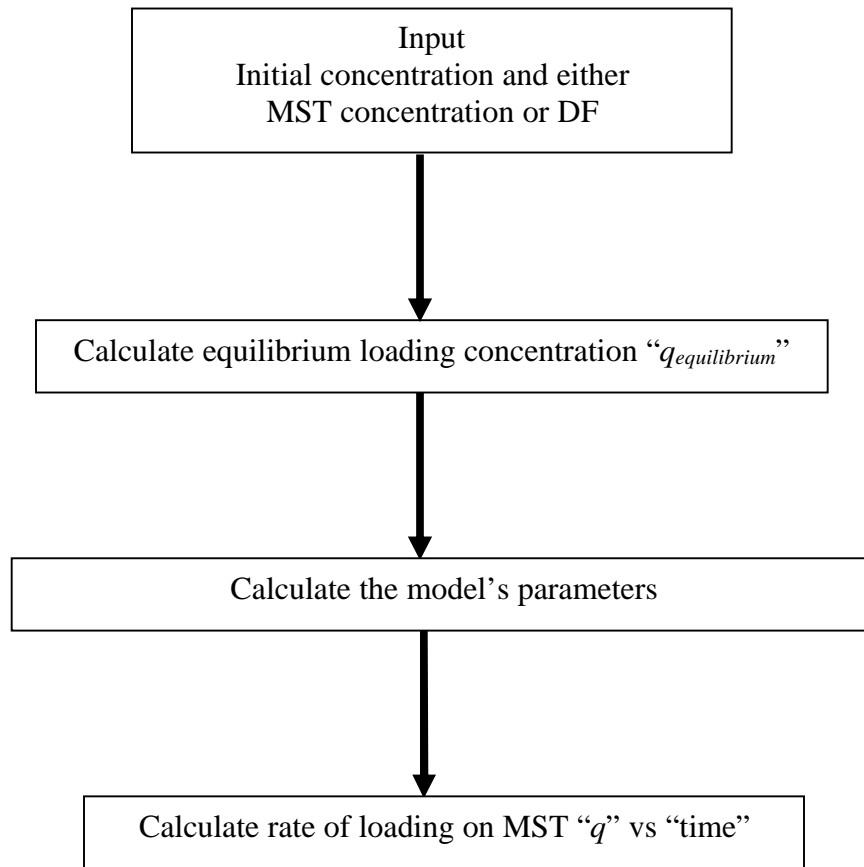 Input
Initial concentration and either
MST concentration or DF
Calculate equilibrium loading concentration “qequilibrium”
Calculate the model’s parameters
Calculate rate of loading on MST “q” vs “time”